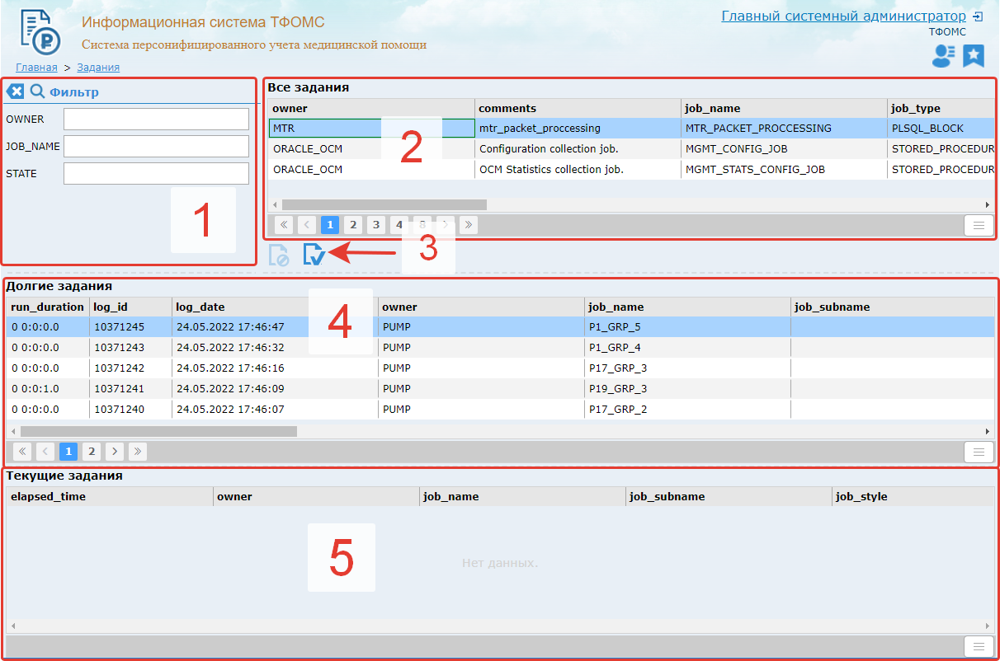 Информационная система ТФОМС
Система персонифицированного учета медицинской помощи
Главный системный администратор
ТФОМС
Главная > Задания
Фильтр
OWNER
JOB_NAME
STATE
1
Все задания
owner comments job_name job_type
MTR mtr_packet_proccessing MTR_PACKET_PROCCESSING PLSQL_BLOCK
ORACLE_OCM Configuration collection job. MGMT_CONFIG_JOB STORED_PROCEDUR
ORACLE_OCM OCM Statistics collection job. MGMT_STATS_CONFIG_JOB STORED_PROCEDUR
2
« < 1 2 3 4 8 > »
3
Долгие задания
run_duration log_id log_date owner job_name job_subname
0 0:0:0.0 10371245 24.05.2022 17:46:47 PUMP P1_GRP_5
0 0:0:0.0 10371243 24.05.2022 17:46:32 PUMP P1_GRP_4
0 0:0:0.0 10371242 24.05.2022 17:46:16 PUMP P17_GRP_3
0 0:0:1.0 10371241 24.05.2022 17:46:09 PUMP P19_GRP_3
0 0:0:0.0 10371240 24.05.2022 17:46:07 PUMP P17_GRP_2
4
« < 1 2 > »
Текущие задания
elapsed_time owner job_name job_subname job_style
5
Нет данных.